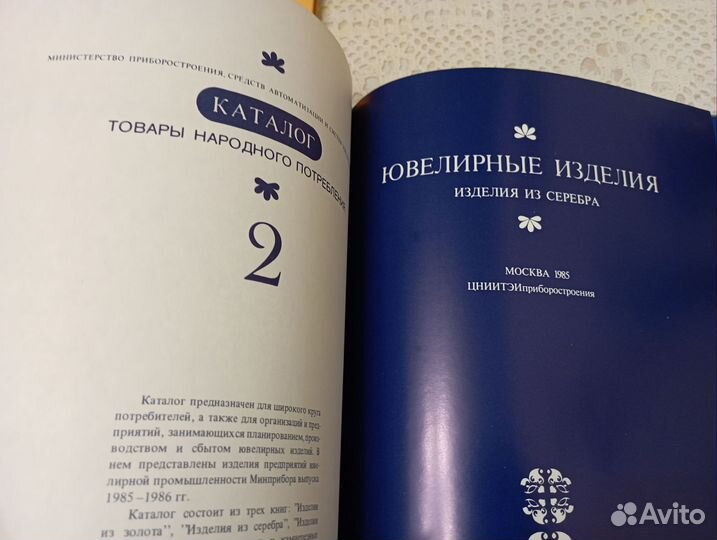 МИНИСТЕРСТВО ПРИБОРОСТРОЕНИЯ, СРЕДСТВ АВТОМАТИЗАЦИИ И
КАТАЛОГ
ТОВАРЫ НАРОДНОГО ПОТРЕБЛЕНИЯ
2
Каталог предназначен для широкого круга
потребителей, а также для организаций и пред-
приятий, занимающихся планированием, произ-
водством и сбытом ювелирных изделий. В
нем представлены изделия предприятий юве-
лирной промышленности Минприбора выпуска
1985–1986 гг.
Каталог состоит из трех книг: "Изделия
из золота", "Изделия из серебра", "Изделия
ЮВЕЛИРНЫЕ ИЗДЕЛИЯ
ИЗДЕЛИЯ ИЗ СЕРЕБРА
МОСКВА 1985
ЦНИИТЭИприборостроения
Avito